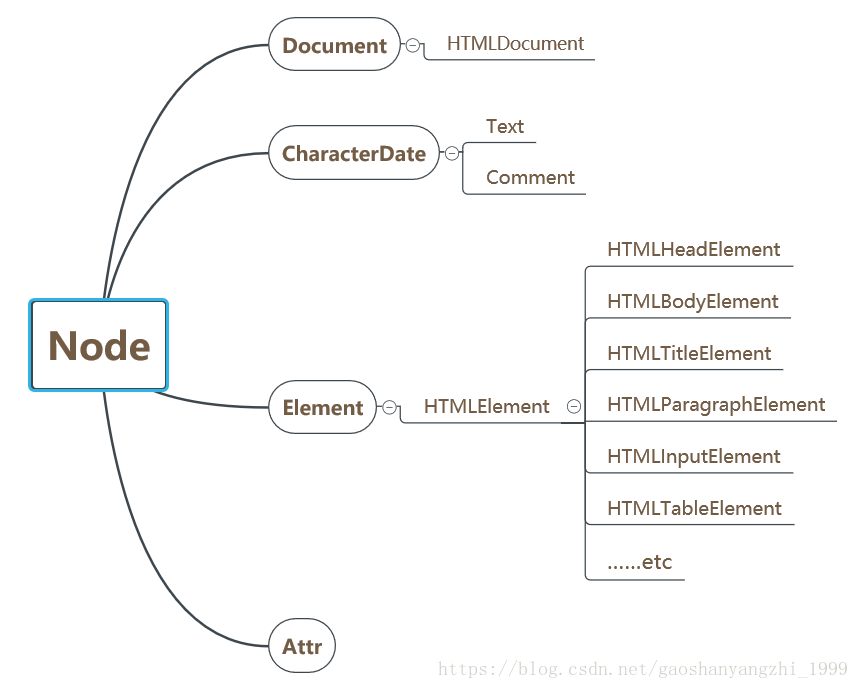 Node
Document
HTMLDocument
CharacterDate
Text
Comment
Element
HTMLElement
HTMLHeadElement
HTMLBodyElement
HTMLTitleElement
HTMLParagraphElement
HTMLInputElement
HTMLTableElement
......etc
Attr
https://blog.csdn.net/gaoshanyangzhi_1999